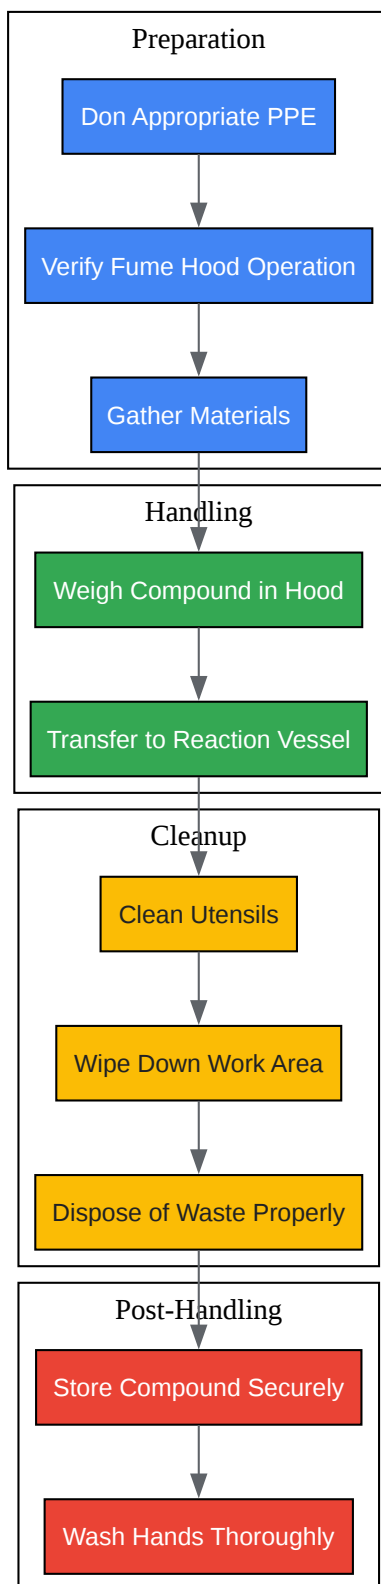 Preparation
Don Appropriate PPE
Verify Fume Hood Operation
Gather Materials
Handling
Weigh Compound in Hood
Transfer to Reaction Vessel
Cleanup
Clean Utensils
Wipe Down Work Area
Dispose of Waste Properly
Post-Handling
Store Compound Securely
Wash Hands Thoroughly